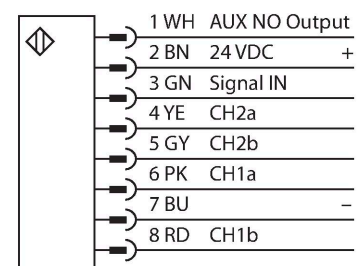 1 WH AUX NO Output
2 BN 24 VDC +
3 GN Signal IN
4 YE CH2a
5 GY CH2b
6 PK CH1a
7 BU –
8 RD CH1b